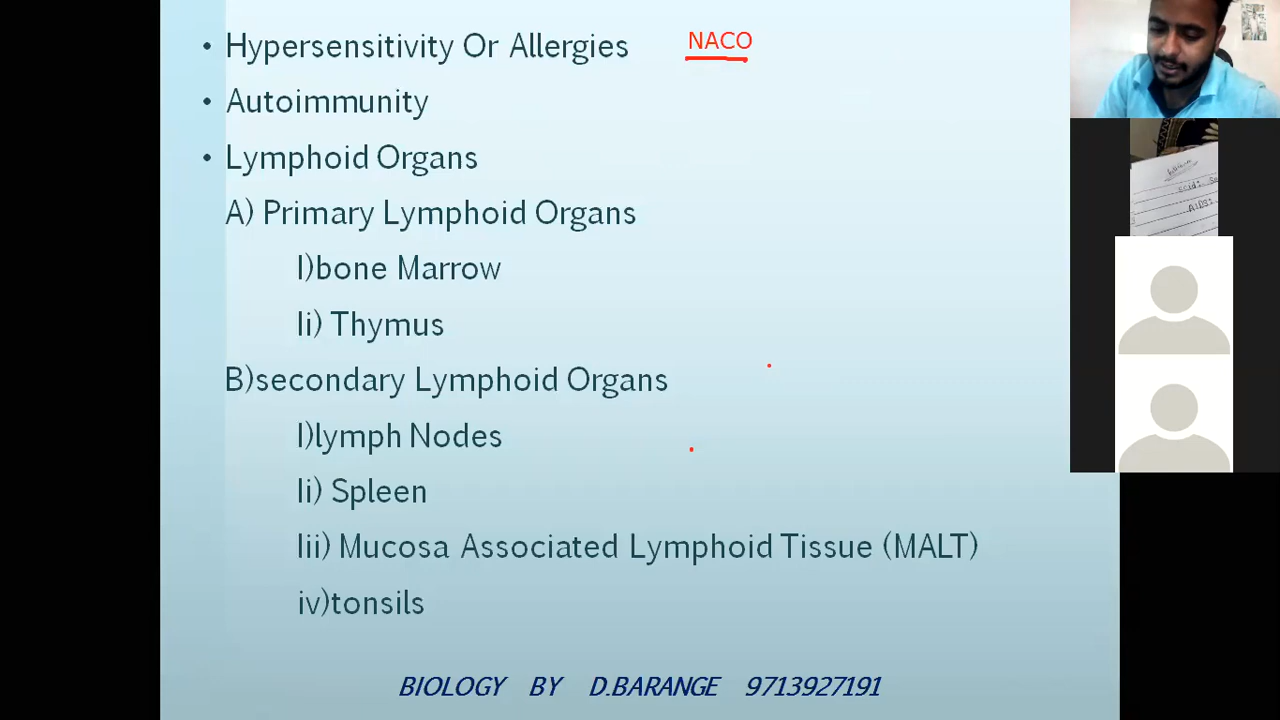 • Hypersensitivity Or Allergies NACO
• Autoimmunity
• Lymphoid Organs
A) Primary Lymphoid Organs
I)bone Marrow
Ii) Thymus
B)secondary Lymphoid Organs
I)lymph Nodes
Ii) Spleen
Iii) Mucosa Associated Lymphoid Tissue (MALT)
iv)tonsils
BIOLOGY BY D.BARANGE 9713927191
AIDS: